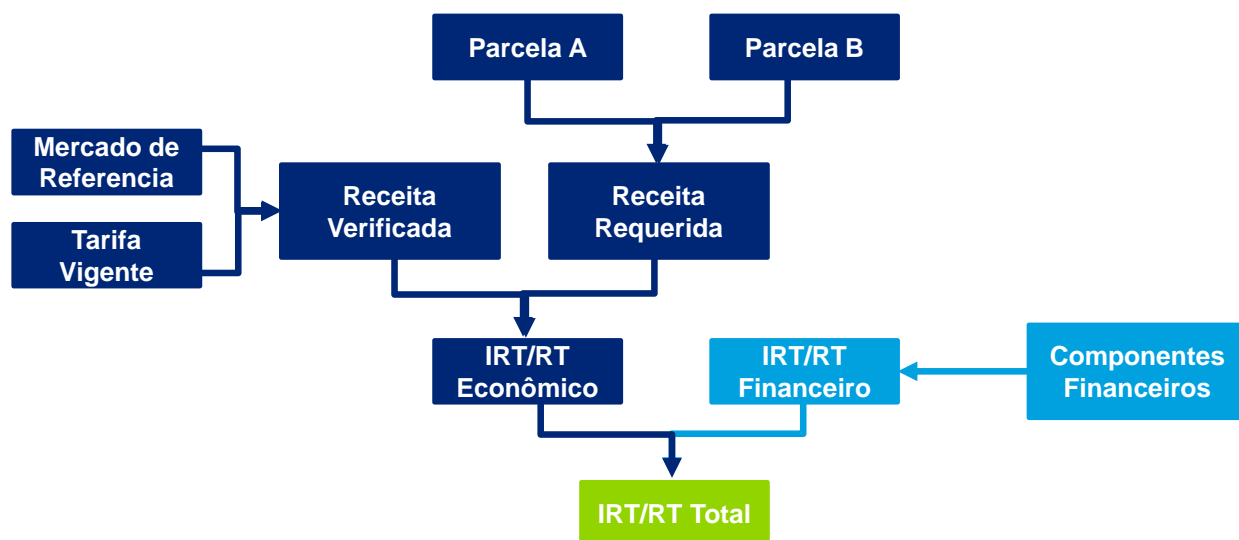 Parcela A
Parcela B
Mercado de
Referencia
Tarifa
Vigente
Receita
Verificada
Receita
Requerida
IRT/RT
Econômico
IRT/RT
Financeiro
Componentes
Financeiros
IRT/RT Total